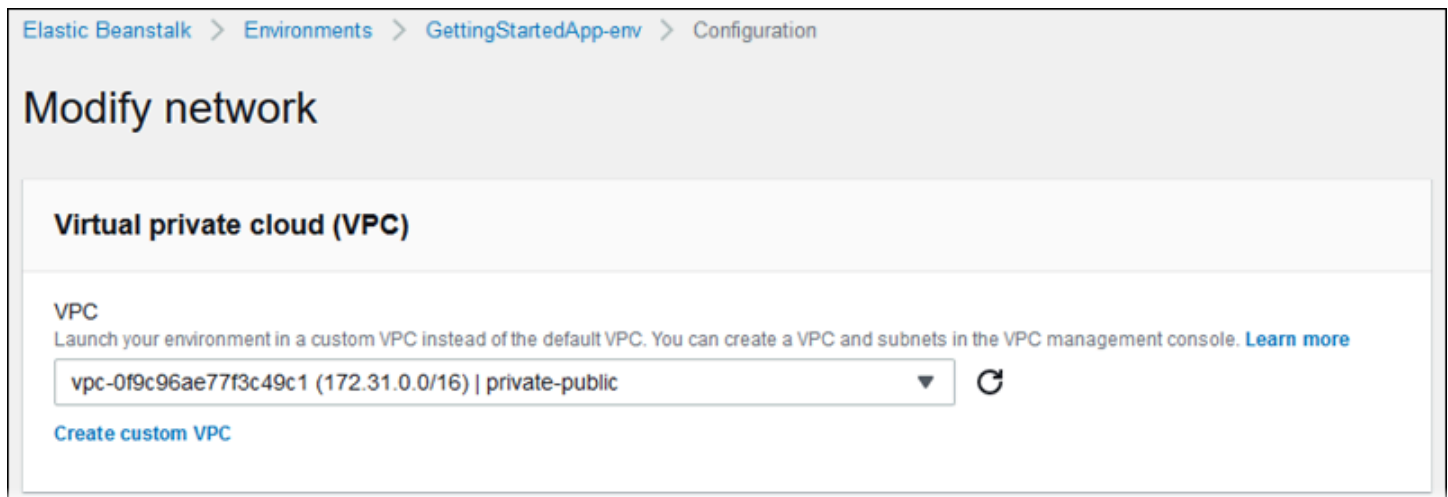 Elastic Beanstalk > Environments > GettingStartedApp-env > Configuration
Modify network
Virtual private cloud (VPC)
VPC
Launch your environment in a custom VPC instead of the default VPC. You can create a VPC and subnets in the VPC management console. Learn more
vpc-0f9c96ae77f3c49c1 (172.31.0.0/16) | private-public
Create custom VPC